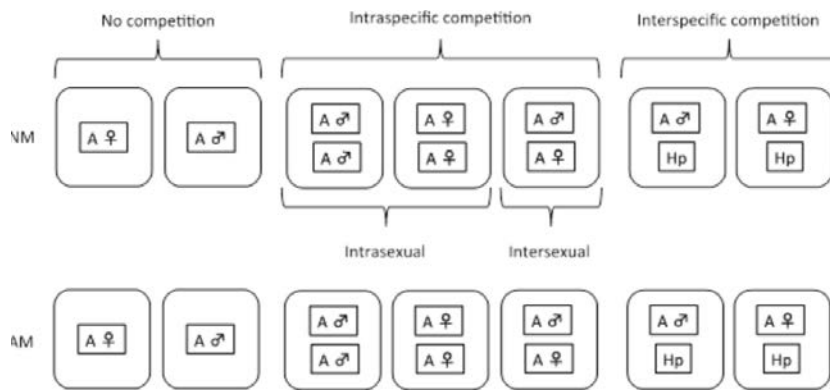 No competition Intraspecific competition Interspecific competition
A ♂ A ♀ A ♂ A ♂ A ♀
NM A ♀ A ♂
A ♂ A ♀ A ♀ Hp Hp
Intrasexual Intersexual
A ♂ A ♀ A ♂ A ♂ A ♀
AM A ♀ A ♂
A ♂ A ♀ A ♀ Hp Hp